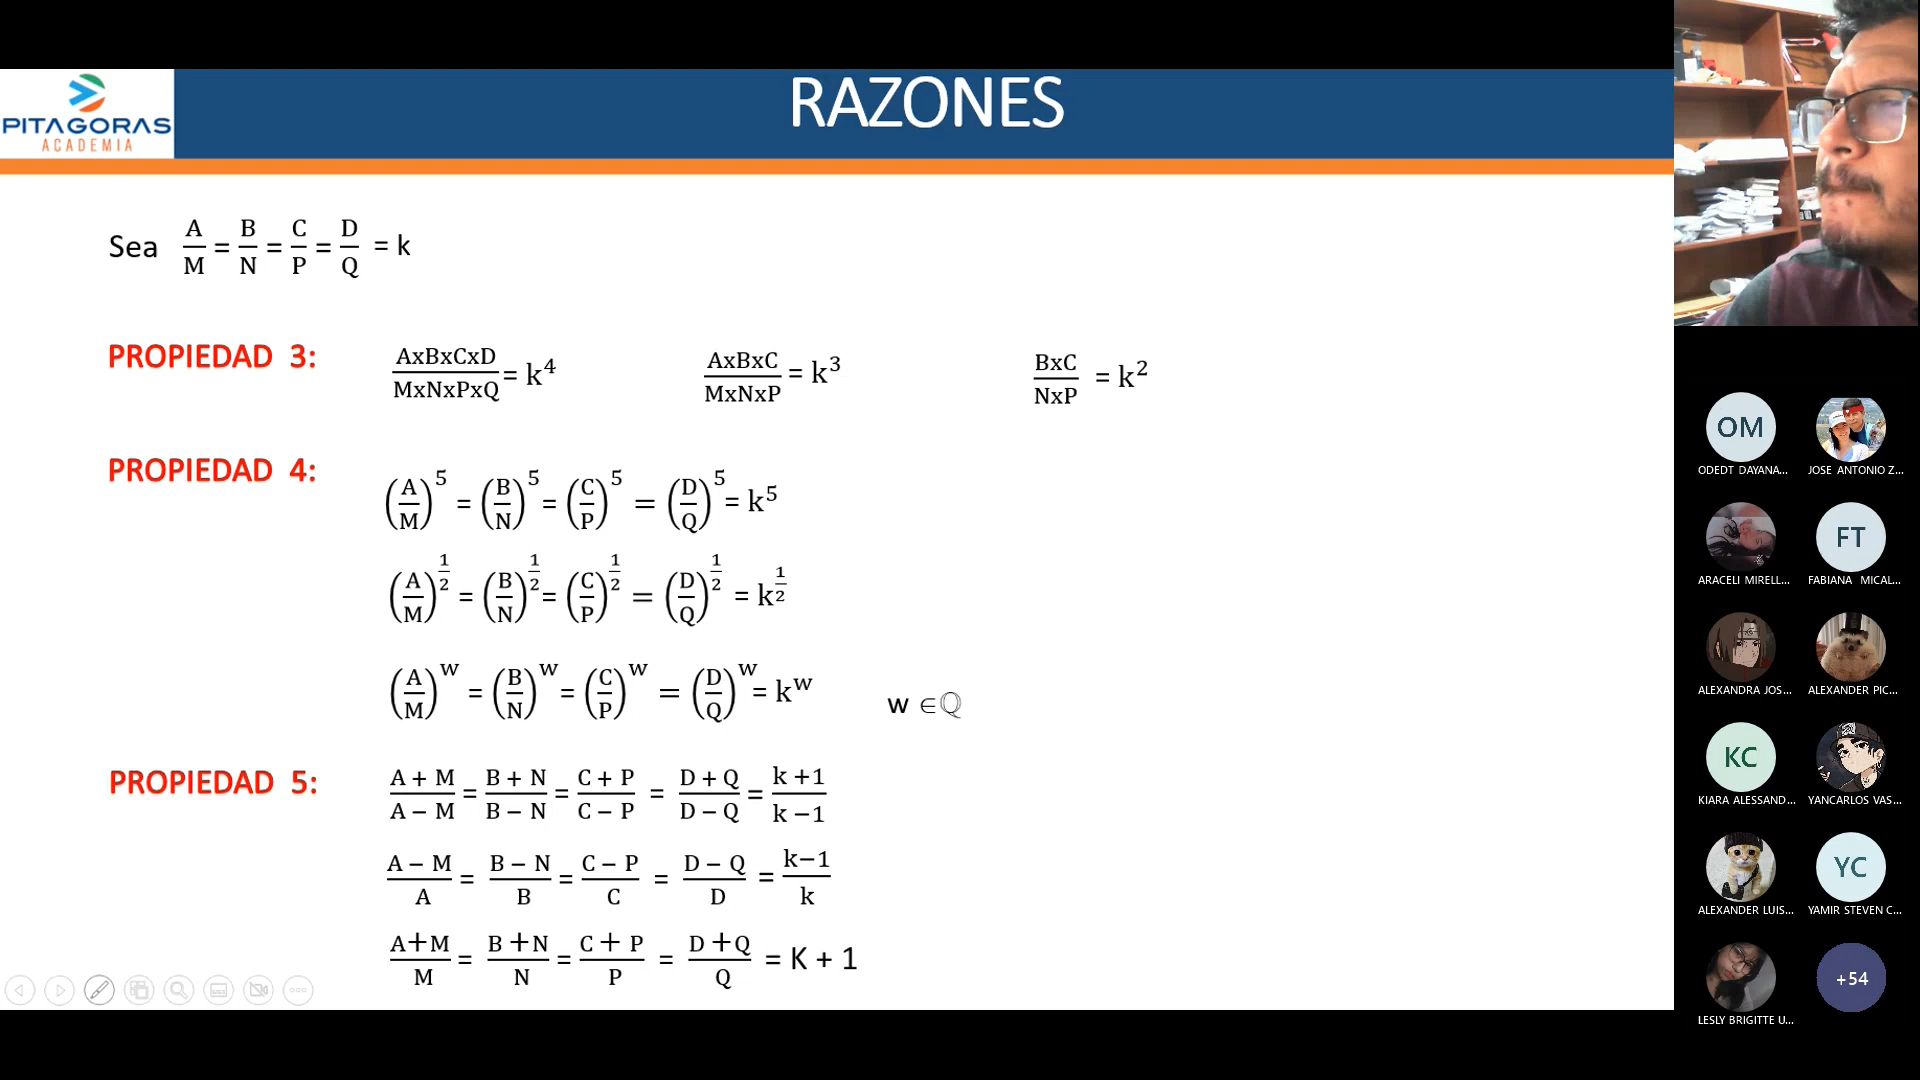 RAZONES
PITAGORAS
ACADEMIA
Sea A/M = B/N = C/P = D/Q = k
PROPIEDAD 3: AxBxCxD/MxNxPxQ = k⁴ AxBxC/MxNxP = k³ BxC/NxP = k²
PROPIEDAD 4: (A/M)⁵ = (B/N)⁵ = (C/P)⁵ = (D/Q)⁵ = k⁵
(A/M)^1/2 = (B/N)^1/2 = (C/P)^1/2 = (D/Q)^1/2 = k^1/2
(A/M)^w = (B/N)^w = (C/P)^w = (D/Q)^w = k^w w ∈ ℚ
PROPIEDAD 5: A + M/A − M = B + N/B − N = C + P/C − P = D + Q/D − Q = k +1/k −1
A − M/A = B − N/B = C − P/C = D − Q/D = k−1/k
A+M/M = B +N/N = C + P/P = D +Q/Q = K + 1
OM
ODEDT DAYANA...
JOSE ANTONIO Z...
ARACELI MIRELL...
FT
FABIANA MICAL...
ALEXANDRA JOS...
ALEXANDER PIC...
KC
KIARA ALESSAND...
YANCARLOS VAS...
ALEXANDER LUIS...
YC
YAMIR STEVEN C...
LESLY BRIGITTE U...
+54